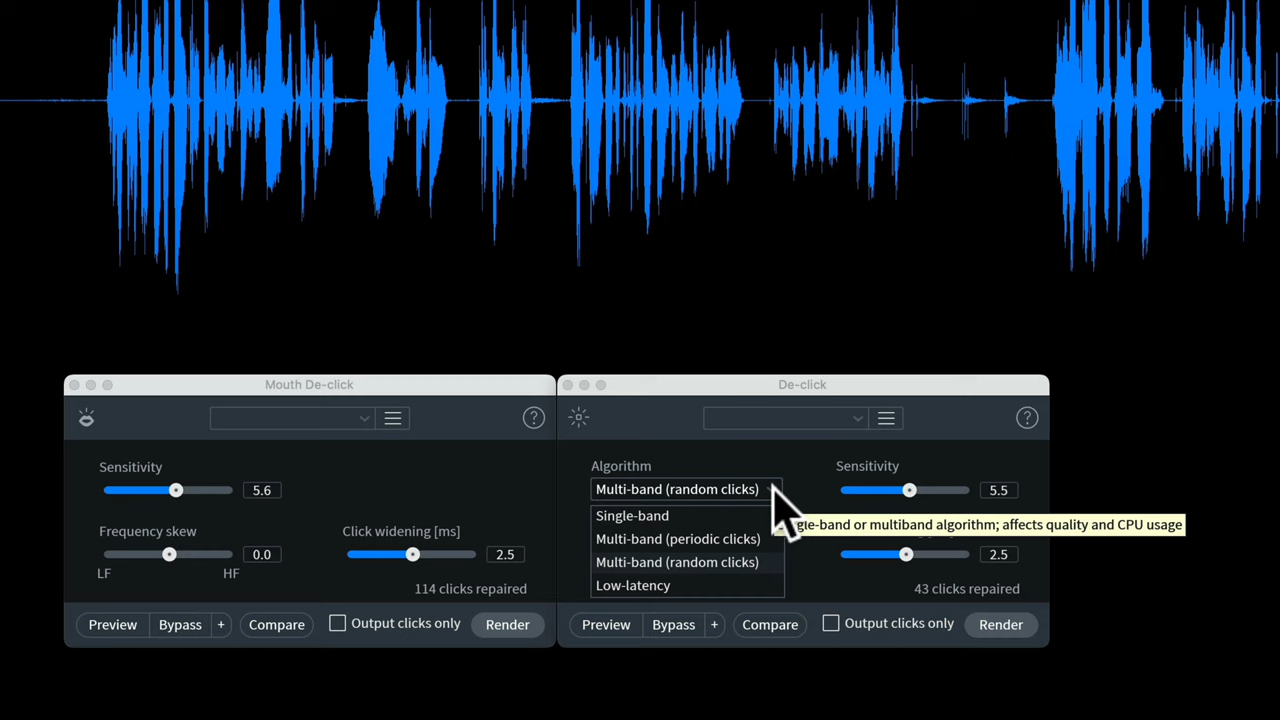 Mouth De-click
Sensitivity
5.6
Frequency skew
0.0
LF
HF
Click widening [ms]
2.5
114 clicks repaired
Preview
Bypass
+
Compare
Output clicks only
Render
De-click
Algorithm
Multi-band (random clicks)
Single-band
Multi-band (periodic clicks)
Multi-band (random clicks)
Low-latency
Sensitivity
5.5
or multiband algorithm; affects quality and CPU usage
2.5
43 clicks repaired
Preview
Bypass
+
Compare
Output clicks only
Render